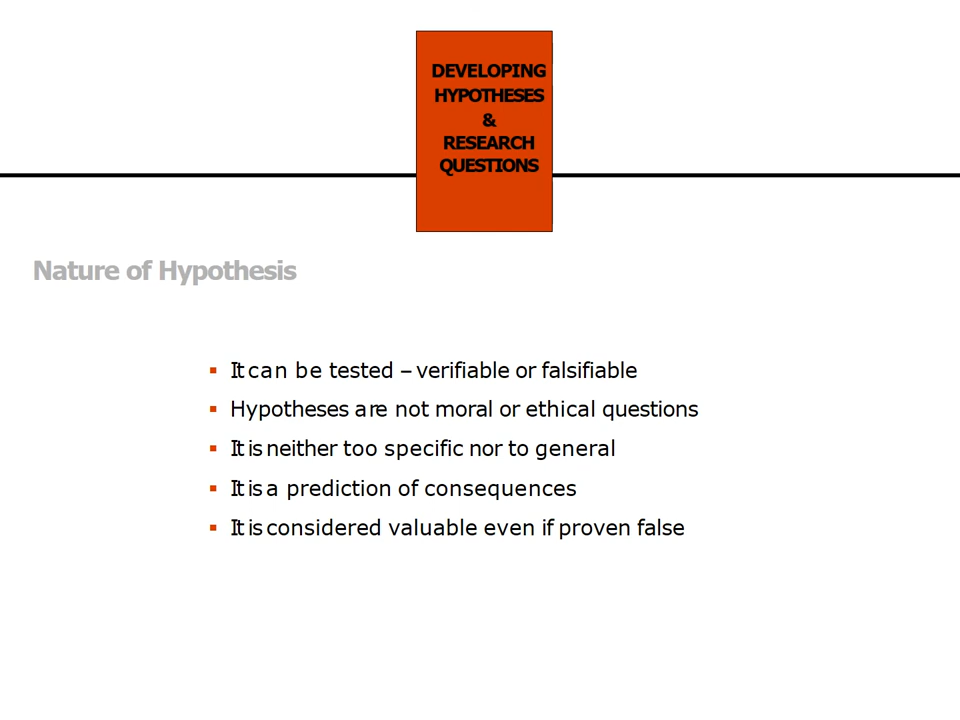 DEVELOPING
HYPOTHESES
&
RESEARCH
QUESTIONS
Nature of Hypothesis
▪ It can be tested – verifiable or falsifiable
▪ Hypotheses are not moral or ethical questions
▪ It is neither too specific nor to general
▪ It is a prediction of consequences
▪ It is considered valuable even if proven false